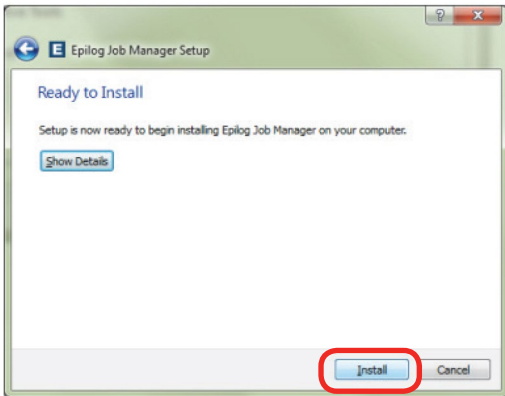 Epilog Job Manager Setup
Ready to Install
Setup is now ready to begin installing Epilog Job Manager on your computer.
Show Details
Install
Cancel